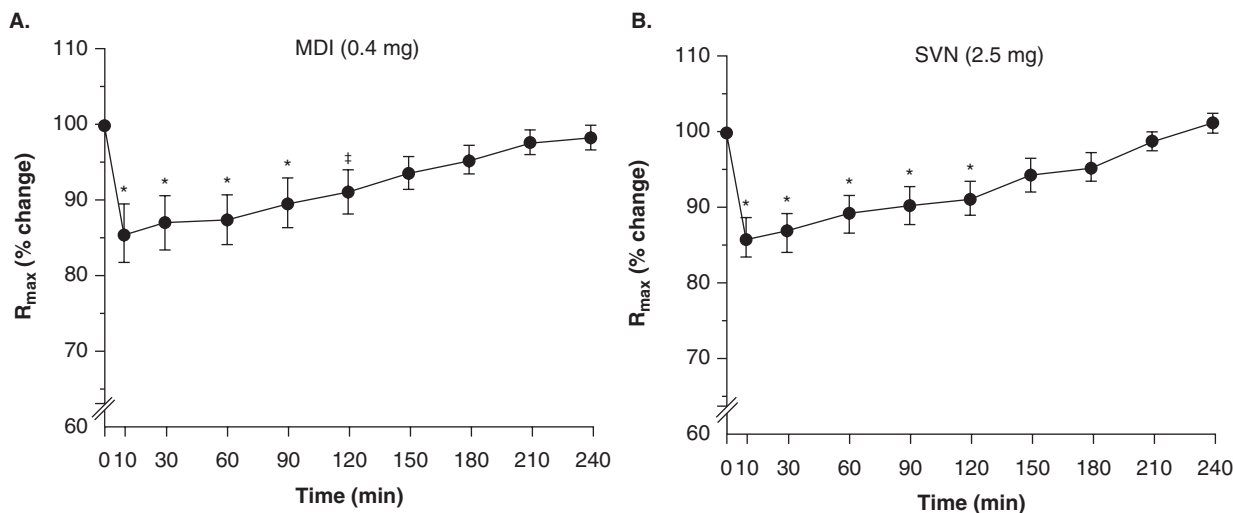 A.
MDI (0.4 mg)
110
100
90
80
70
60
R_max (% change)
* * * * ‡
0 10 30 60 90 120 150 180 210 240
Time (min)
B.
SVN (2.5 mg)
110
100
90
80
70
60
R_max (% change)
* * * * *
0 10 30 60 90 120 150 180 210 240
Time (min)